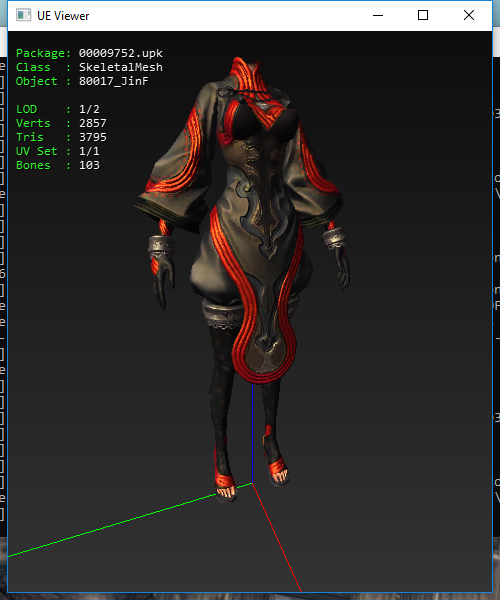 UE Viewer
Package: 00009752.upk
Class : SkeletalMesh
Object : 80017_JinF
LOD : 1/2
Verts : 2857
Tris : 3795
UV Set : 1/1
Bones : 103